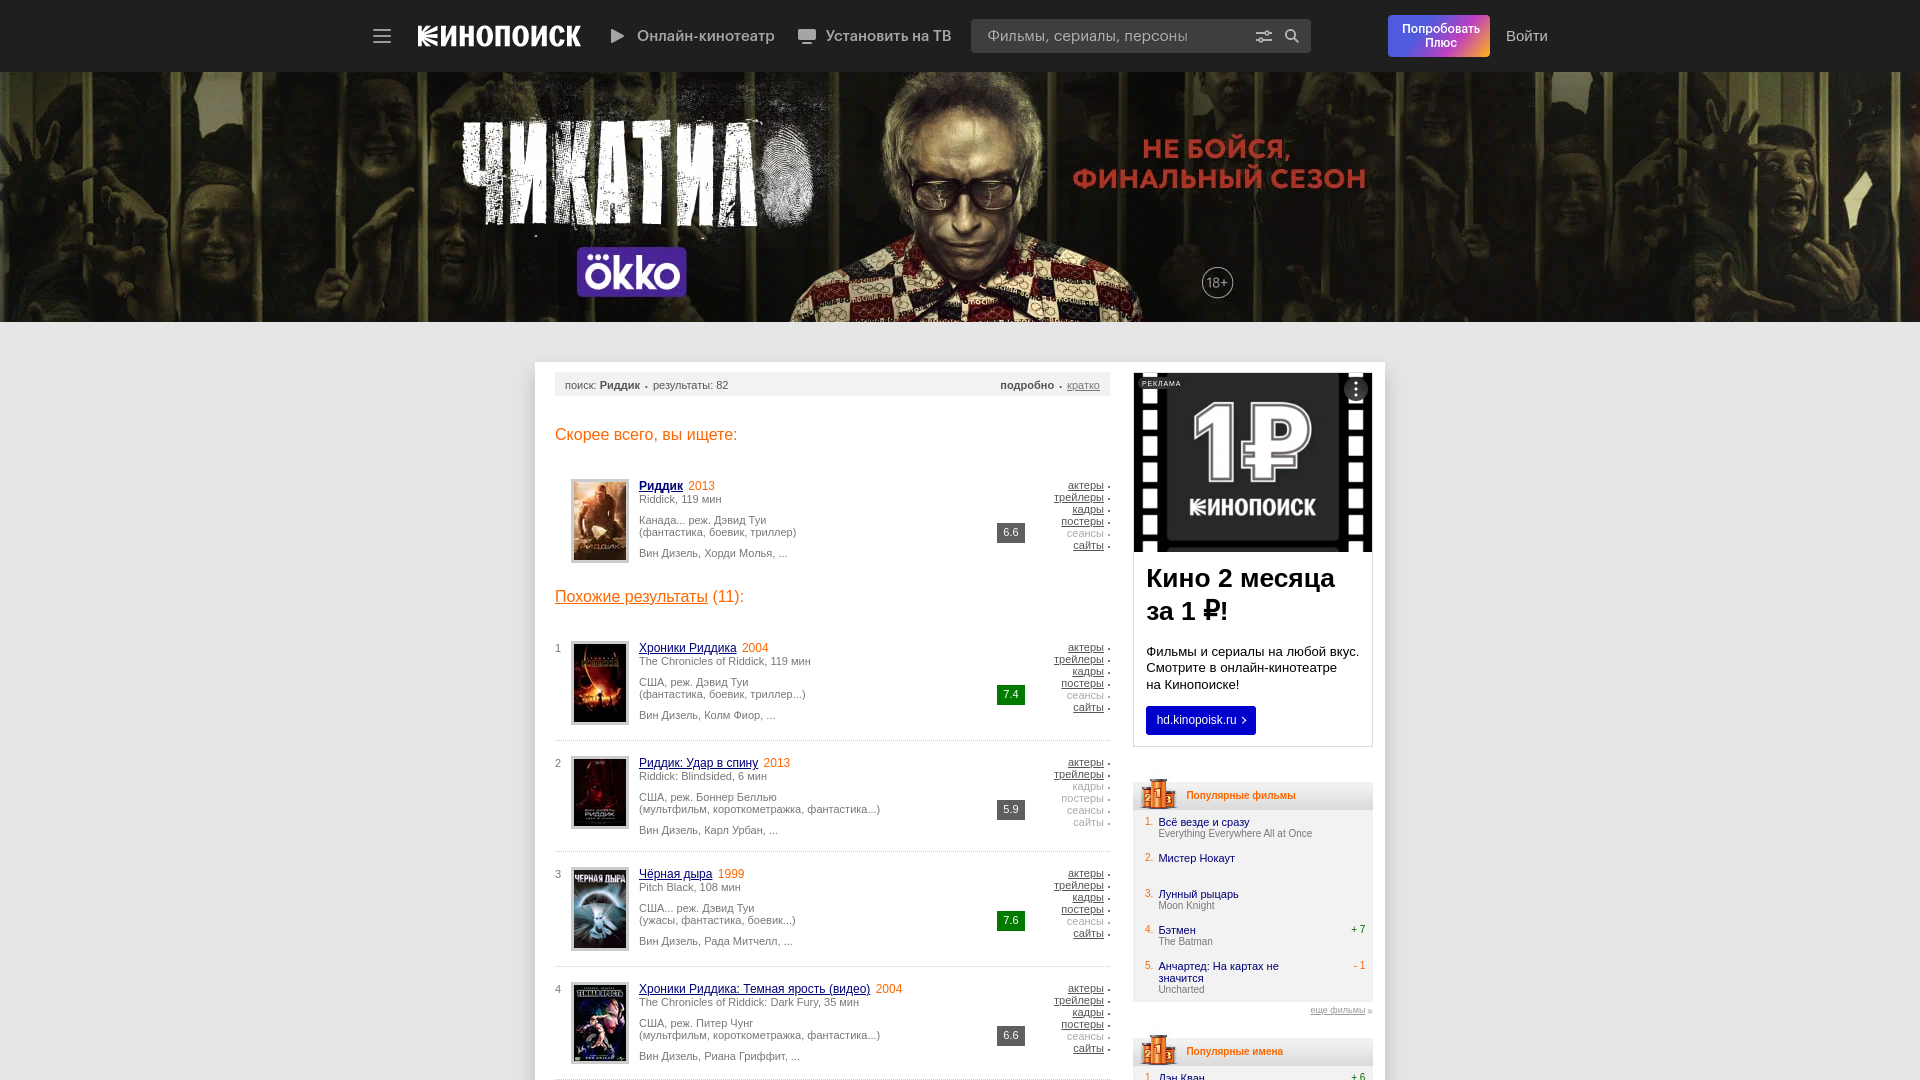 КИНОПОИСК
Онлайн-кинотеатр
Установить на ТВ
Фильмы, сериалы, персоны
Попробовать
Плюс
Войти
ЧИКАТИЛО
НЕ БОЙСЯ,
ФИНАЛЬНЫЙ СЕЗОН
okko
18+
поиск: Риддик • результаты: 82
подробно • кратко
Скорее всего, вы ищете:
Риддик 2013
Riddick, 119 мин
Канада... реж. Дэвид Туи
(фантастика, боевик, триллер)
Вин Дизель, Хорди Молья, ...
6.6
актеры
трейлеры
кадры
постеры
сеансы
сайты
Похожие результаты (11):
1
Хроники Риддика 2004
The Chronicles of Riddick, 119 мин
США, реж. Дэвид Туи
(фантастика, боевик, триллер...)
Вин Дизель, Колм Фиор, ...
7.4
актеры
трейлеры
кадры
постеры
сеансы
сайты
2
Риддик: Удар в спину 2013
Riddick: Blindsided, 6 мин
США, реж. Боннер Беллью
(мультфильм, короткометражка, фантастика...)
Вин Дизель, Карл Урбан, ...
5.9
актеры
трейлеры
кадры
постеры
сеансы
сайты
3
ЧЕРНАЯ ДЫРА
Чёрная дыра 1999
Pitch Black, 108 мин
США... реж. Дэвид Туи
(ужасы, фантастика, боевик...)
Вин Дизель, Рада Митчелл, ...
7.6
актеры
трейлеры
кадры
постеры
сеансы
сайты
4
Хроники Риддика: Темная ярость (видео) 2004
The Chronicles of Riddick: Dark Fury, 35 мин
США, реж. Питер Чунг
(мультфильм, короткометражка, фантастика...)
Вин Дизель, Риана Гриффит, ...
6.6
актеры
трейлеры
кадры
постеры
сеансы
сайты
РЕКЛАМА
1₽
КИНОПОИСК
Кино 2 месяца
за 1 ₽!
Фильмы и сериалы на любой вкус.
Смотрите в онлайн-кинотеатре
на Кинопоиске!
hd.kinopoisk.ru
Популярные фильмы
1. Всё везде и сразу
Everything Everywhere All at Once
2. Мистер Нокаут
3. Лунный рыцарь
Moon Knight
4. Бэтмен + 7
The Batman
5. Анчартед: На картах не - 1
значится
Uncharted
еще фильмы »
Популярные имена
1. Дэн Кван + 6